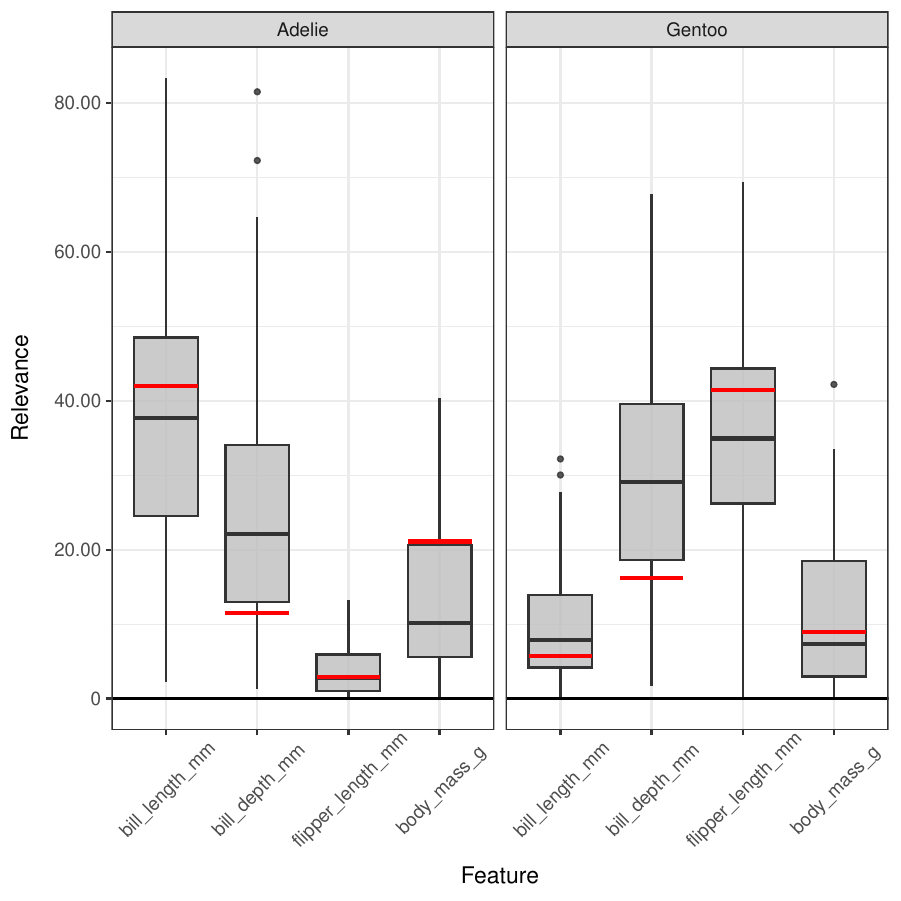 Adelie
Gentoo
Relevance
80.00
60.00
40.00
20.00
0
bill_length_mm
bill_depth_mm
flipper_length_mm
body_mass_g
bill_length_mm
bill_depth_mm
flipper_length_mm
body_mass_g
Feature